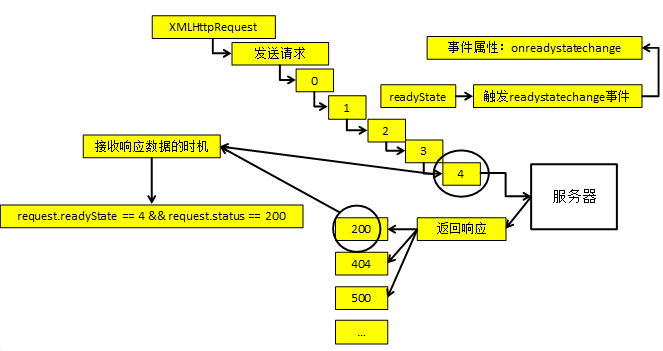 XMLHttpRequest
发送请求
事件属性：onreadystatechange
0
readyState
触发readystatechange事件
1
2
接收响应数据的时机
3
4
服务器
request.readyState == 4 && request.status == 200
200
返回响应
404
500
...